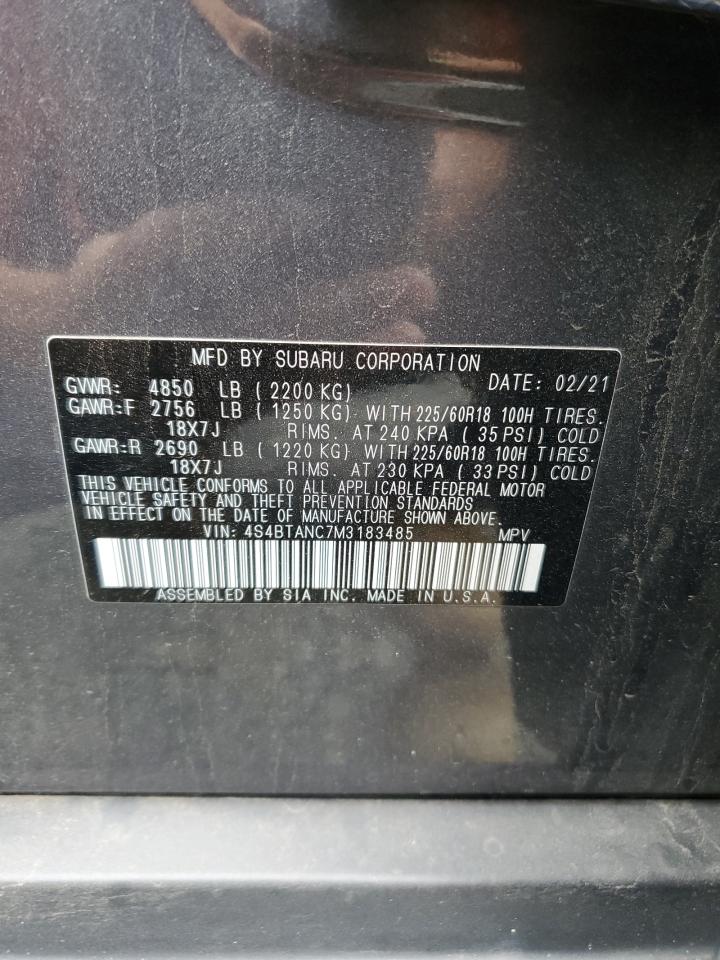 MFD BY SUBARU CORPORATION DATE: 02/21
GVWR: 4850 LB ( 2200 KG)
GAWR:F 2756 LB ( 1250 KG) WITH 225/60R18 100H TIRES.
18X7J RIMS. AT 240 KPA ( 35 PSI) COLD
GAWR:R 2690 LB ( 1220 KG) WITH 225/60R18 100H TIRES.
18X7J RIMS. AT 230 KPA ( 33 PSI) COLD
THIS VEHICLE CONFORMS TO ALL APPLICABLE FEDERAL MOTOR
VEHICLE SAFETY AND THEFT PREVENTION STANDARDS
IN EFFECT ON THE DATE OF MANUFACTURE SHOWN ABOVE.
VIN: 4S4BTANC7M3183485 MPV
ASSEMBLED BY SIA INC. MADE IN U.S.A.